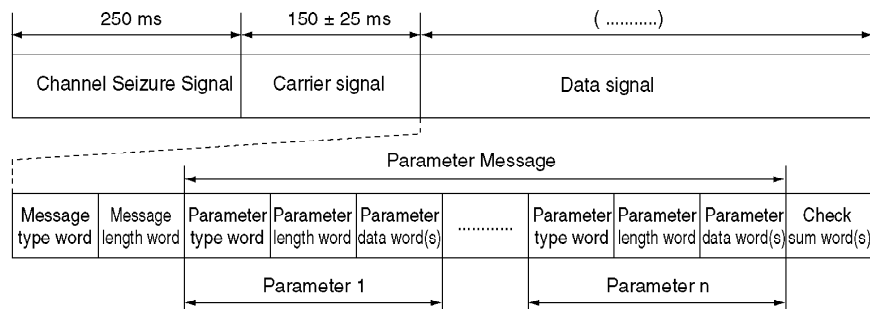 250 ms 150 ± 25 ms ( ...........)
Channel Seizure Signal Carrier signal Data signal
Parameter Message
Message Message Parameter Parameter Parameter ............ Parameter Parameter Parameter Check
type word length word type word length word data word(s) type word length word data word(s) sum word(s)
Parameter 1 Parameter n